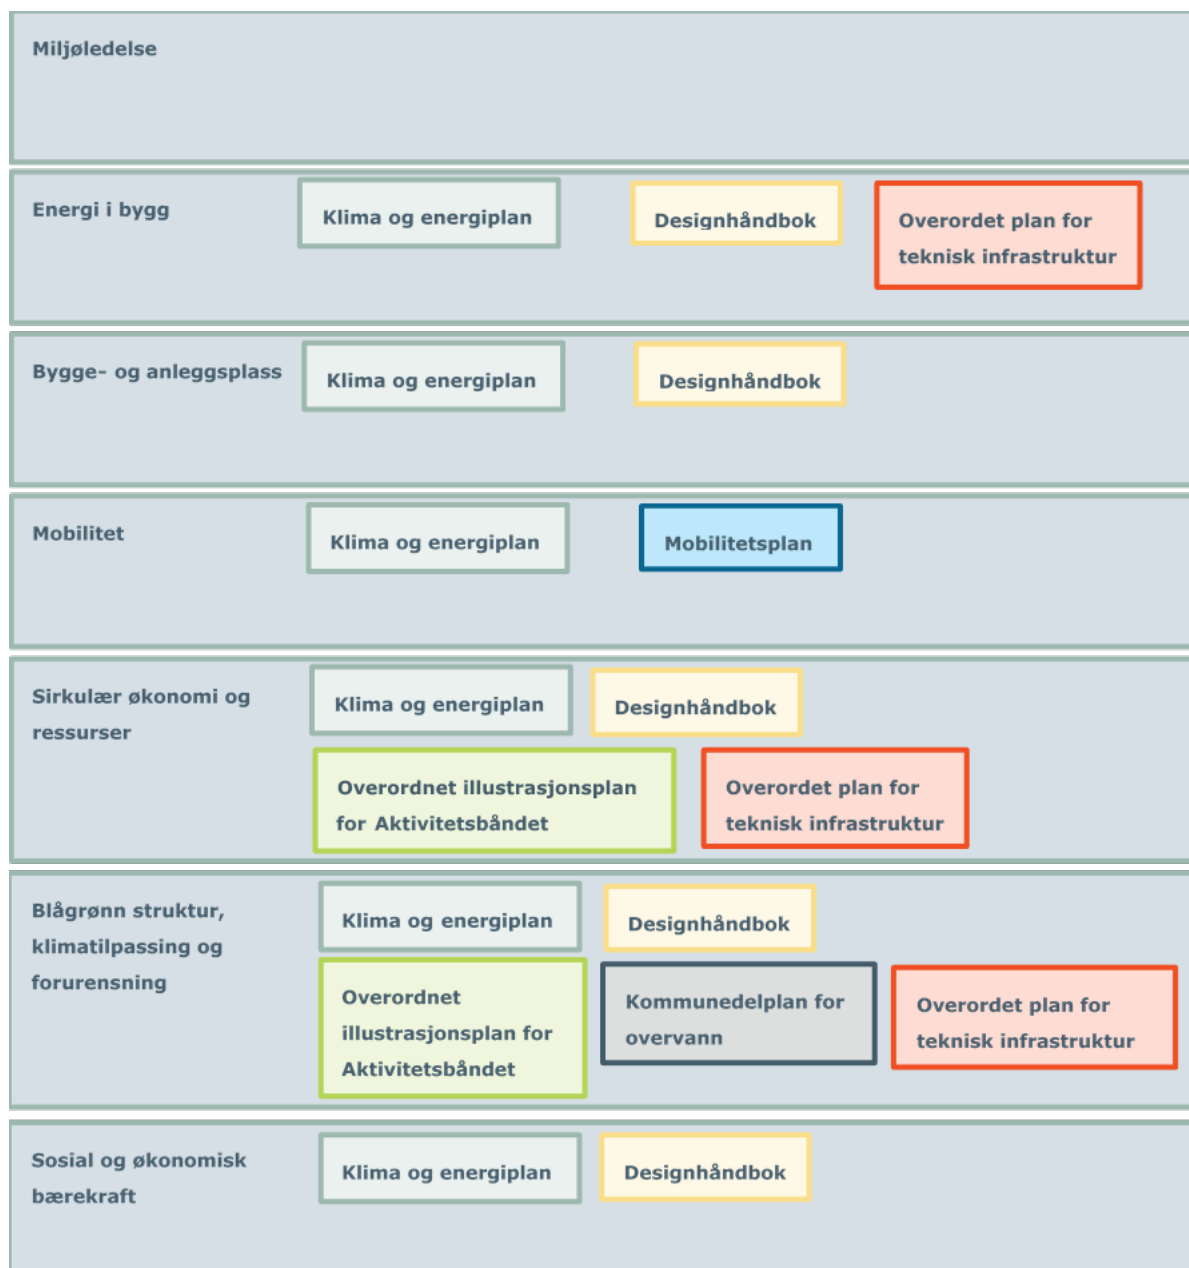 Miljøledelse
Energi i bygg
Klima og energiplan
Designhåndbok
Overordet plan for
teknisk infrastruktur
Bygge- og anleggsplass
Klima og energiplan
Designhåndbok
Mobilitet
Klima og energiplan
Mobilitetsplan
Sirkulær økonomi og
ressurser
Klima og energiplan
Designhåndbok
Overordnet illustrasjonsplan
for Aktivitetsbåndet
Overordet plan for
teknisk infrastruktur
Blågrønn struktur,
klimatilpassing og
forurensning
Klima og energiplan
Designhåndbok
Overordnet
illustrasjonsplan for
Aktivitetsbåndet
Kommunedelplan for
overvann
Overordet plan for
teknisk infrastruktur
Sosial og økonomisk
bærekraft
Klima og energiplan
Designhåndbok